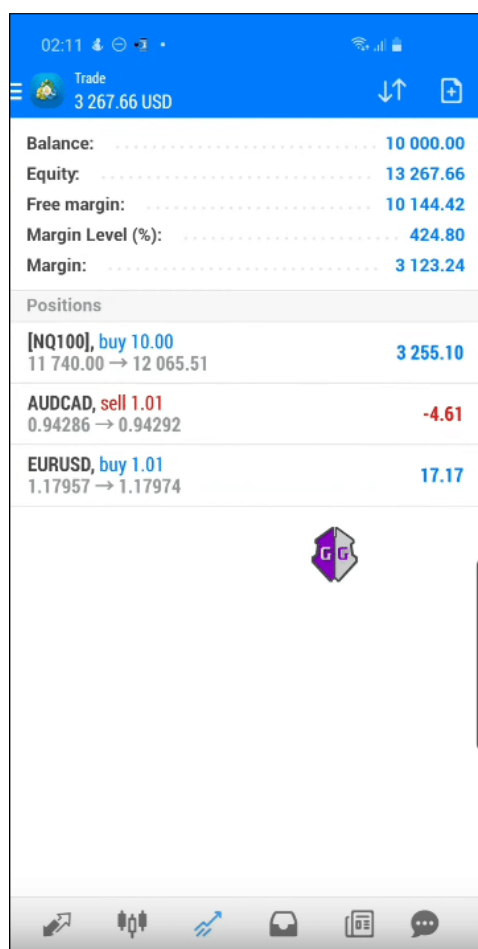 02:11
Trade
3 267.66 USD
Balance: 10 000.00
Equity: 13 267.66
Free margin: 10 144.42
Margin Level (%): 424.80
Margin: 3 123.24
Positions
[NQ100], buy 10.00 3 255.10
11 740.00 → 12 065.51
AUDCAD, sell 1.01 -4.61
0.94286 → 0.94292
EURUSD, buy 1.01 17.17
1.17957 → 1.17974
G G